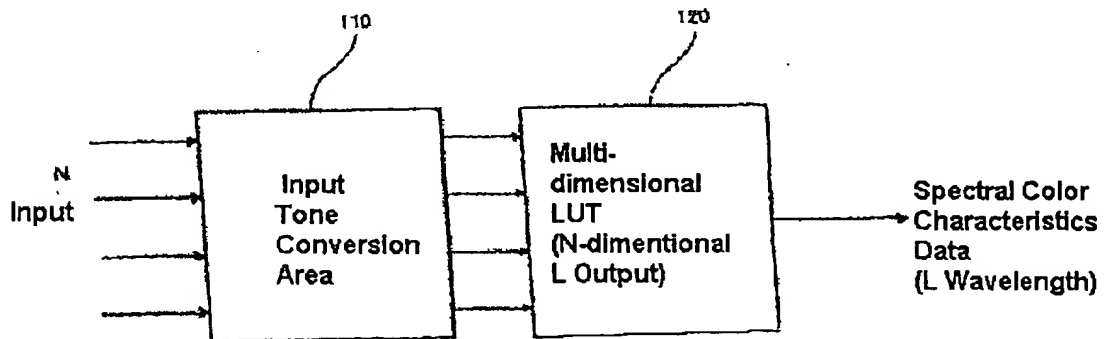 110
120
N
Input
Input
Tone
Conversion
Area
Multi-
dimensional
LUT
(N-dimentional
L Output)
Spectral Color
Characteristics
Data
(L Wavelength)